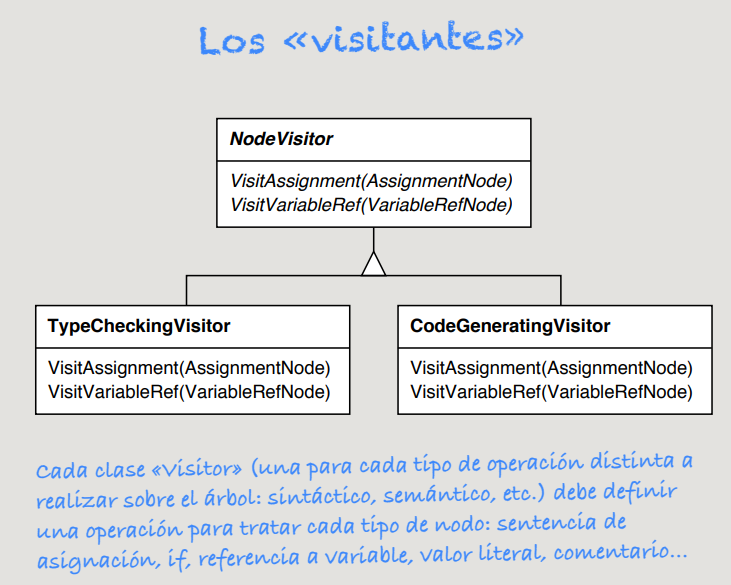 Los «visitantes»
NodeVisitor
VisitAssignment(AssignmentNode)
VisitVariableRef(VariableRefNode)
TypeCheckingVisitor
VisitAssignment(AssignmentNode)
VisitVariableRef(VariableRefNode)
CodeGeneratingVisitor
VisitAssignment(AssignmentNode)
VisitVariableRef(VariableRefNode)
Cada clase «Visitor» (una para cada tipo de operación distinta a
realizar sobre el árbol: sintáctico, semántico, etc.) debe definir
una operación para tratar cada tipo de nodo: sentencia de
asignación, if, referencia a variable, valor literal, comentario...